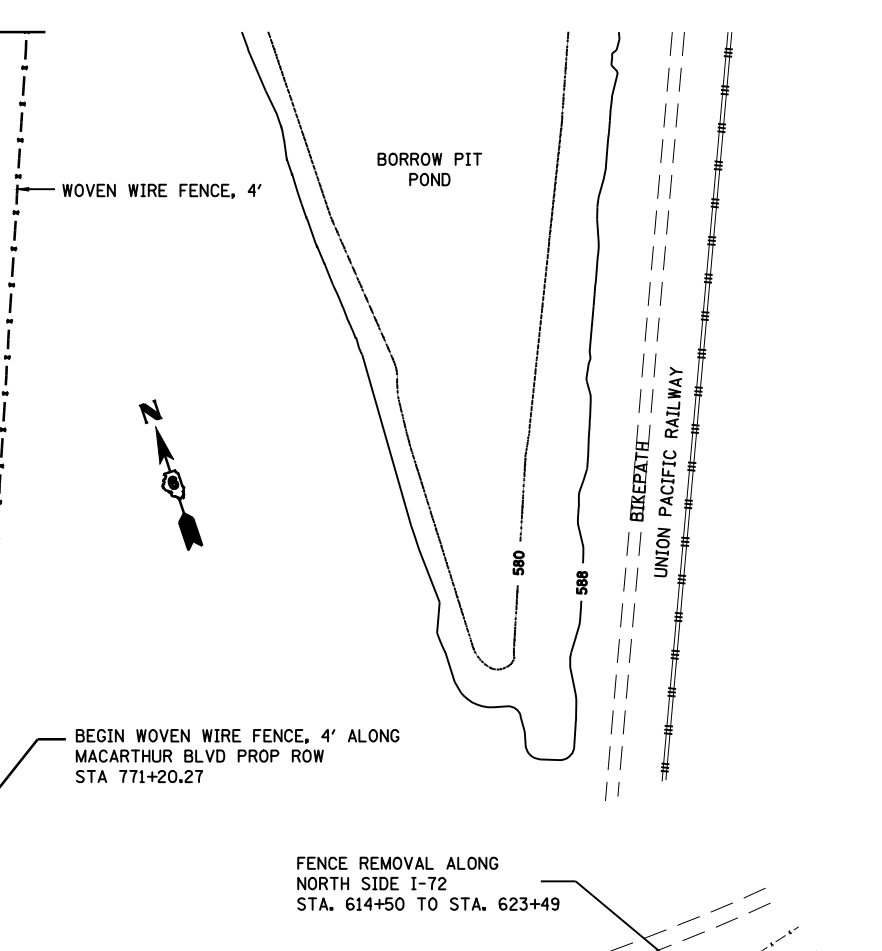 BORROW PIT
POND
WOVEN WIRE FENCE, 4'
N
UNION PACIFIC RAILWAY
BIKEPATH
580
588
BEGIN WOVEN WIRE FENCE, 4' ALONG
MACARTHUR BLVD PROP ROW
STA 771+20.27
FENCE REMOVAL ALONG
NORTH SIDE I-72
STA. 614+50 TO STA. 623+49